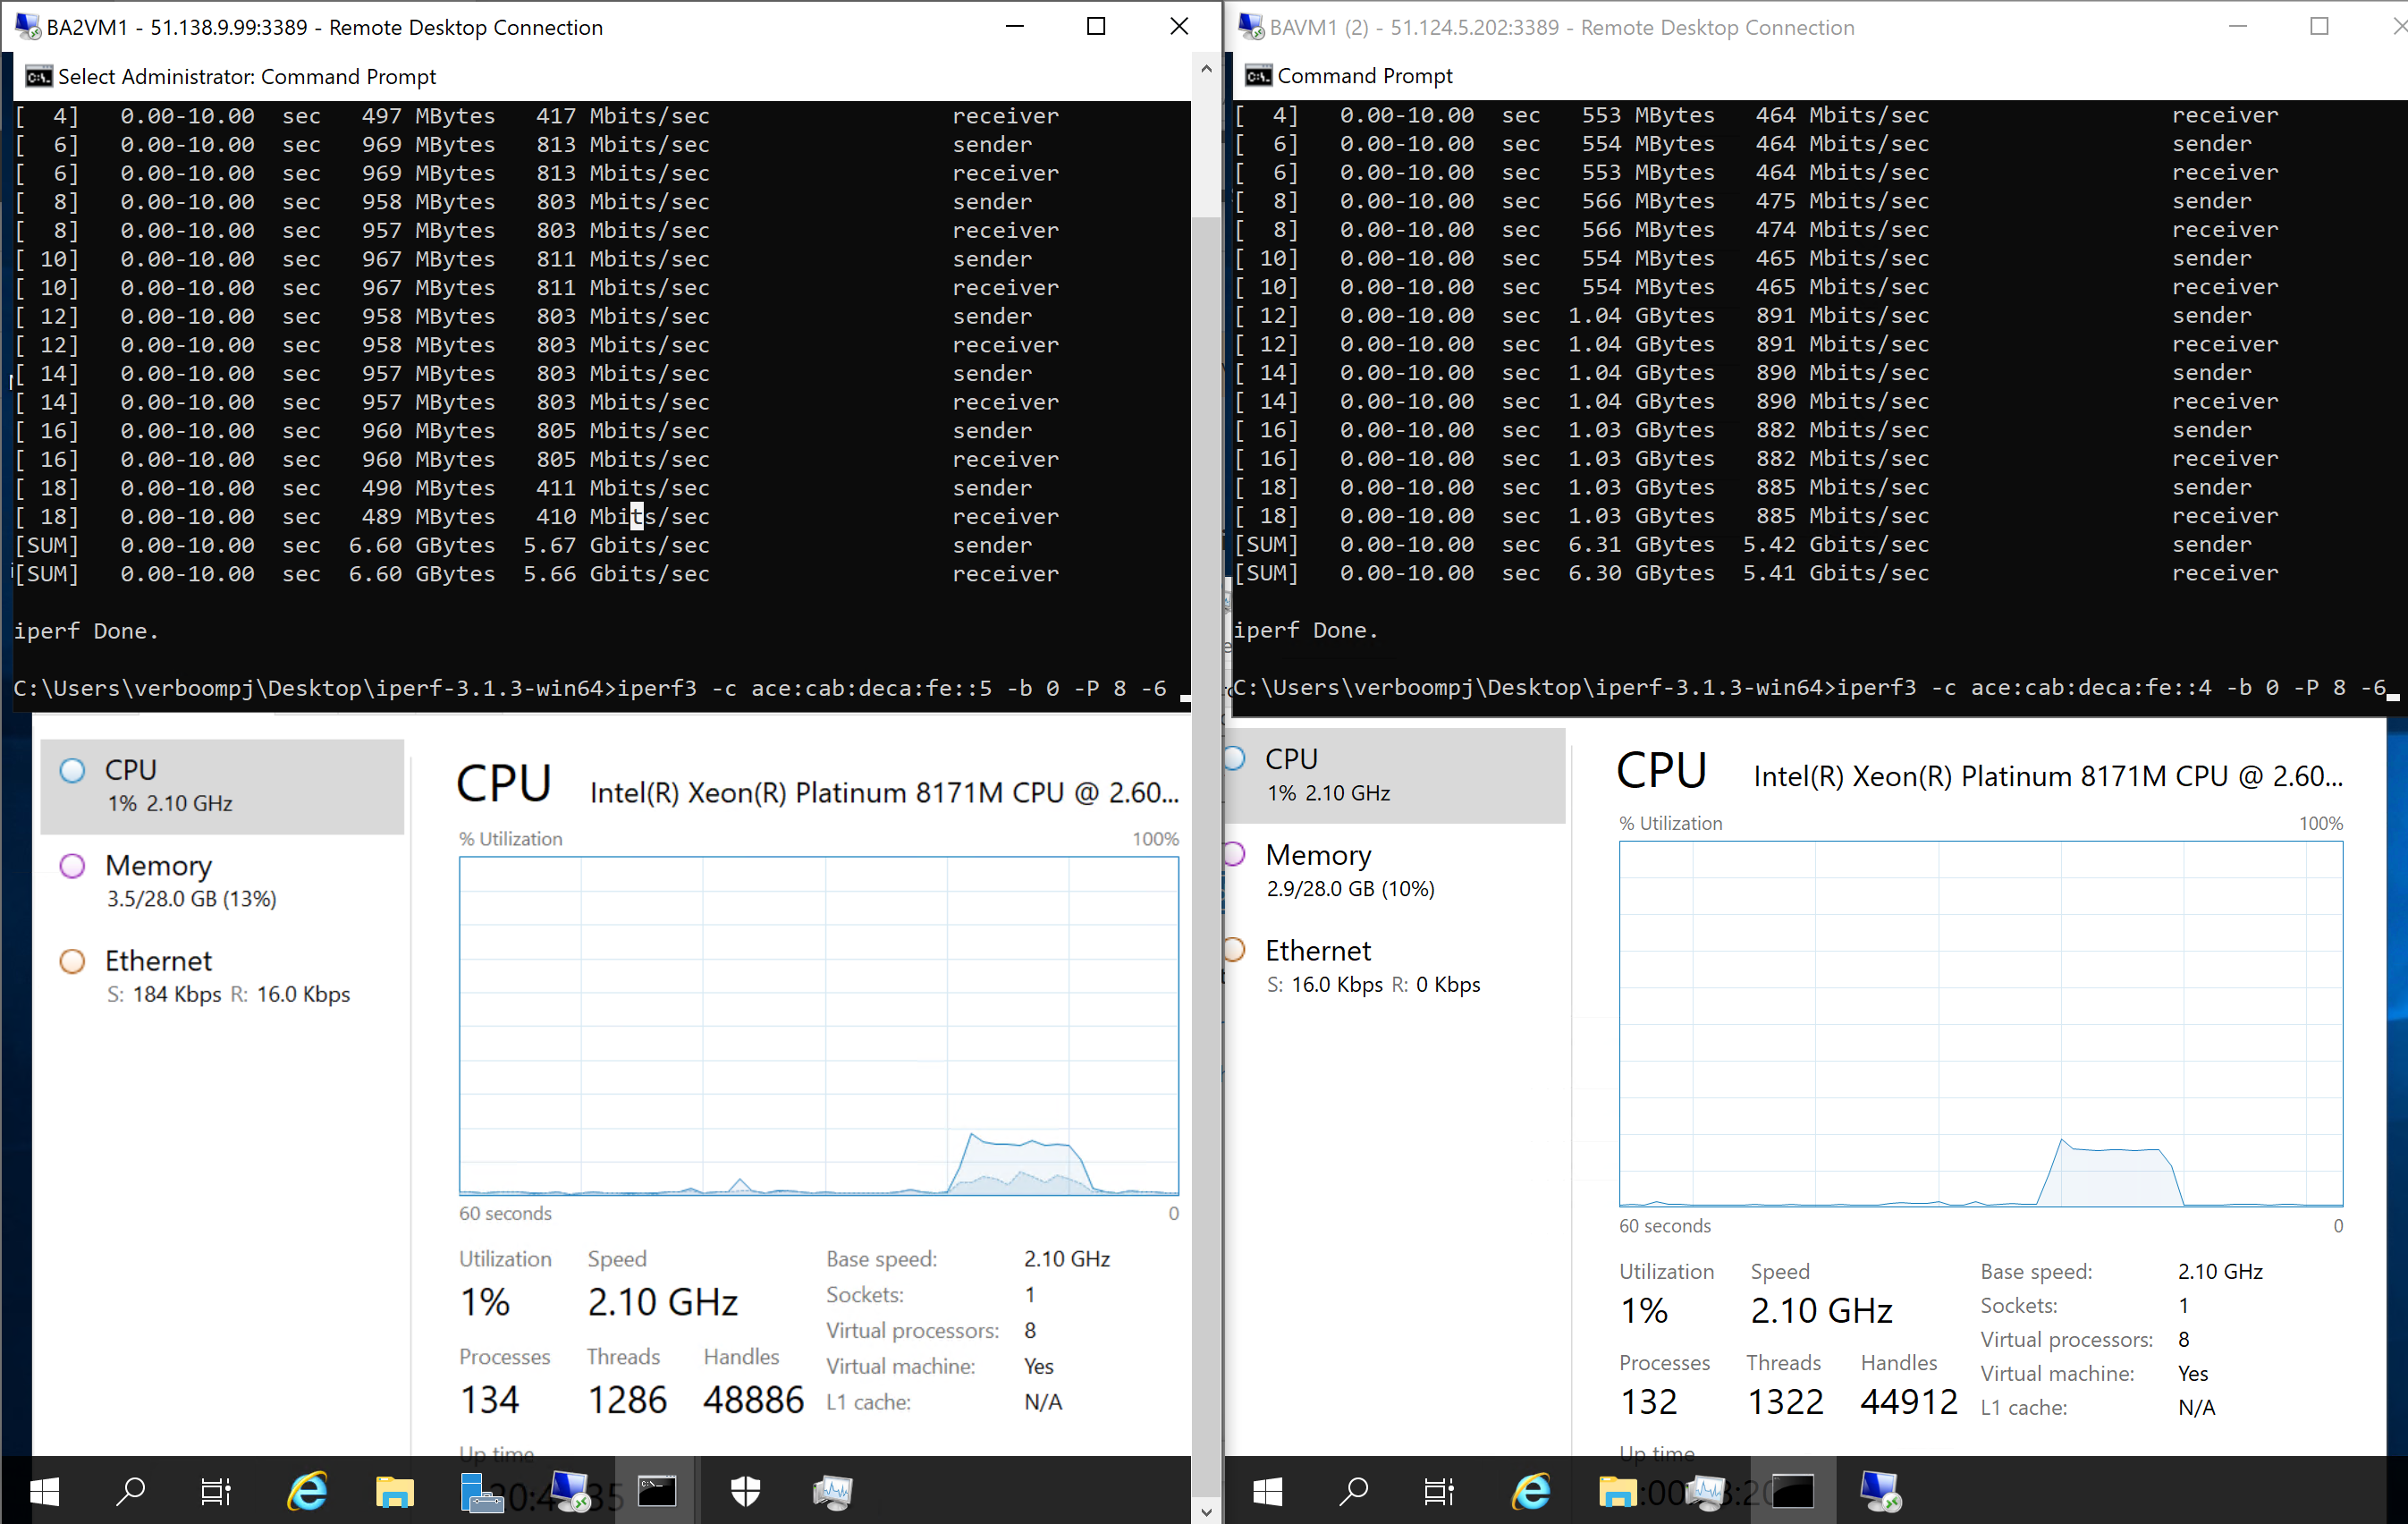 BA2VM1 - 51.138.9.99:3389 - Remote Desktop Connection
Select Administrator: Command Prompt
[  4]   0.00-10.00  sec   497 MBytes   417 Mbits/sec                  receiver
[  6]   0.00-10.00  sec   969 MBytes   813 Mbits/sec                  sender
[  6]   0.00-10.00  sec   969 MBytes   813 Mbits/sec                  receiver
[  8]   0.00-10.00  sec   958 MBytes   803 Mbits/sec                  sender
[  8]   0.00-10.00  sec   957 MBytes   803 Mbits/sec                  receiver
[ 10]   0.00-10.00  sec   967 MBytes   811 Mbits/sec                  sender
[ 10]   0.00-10.00  sec   967 MBytes   811 Mbits/sec                  receiver
[ 12]   0.00-10.00  sec   958 MBytes   803 Mbits/sec                  sender
[ 12]   0.00-10.00  sec   958 MBytes   803 Mbits/sec                  receiver
[ 14]   0.00-10.00  sec   957 MBytes   803 Mbits/sec                  sender
[ 14]   0.00-10.00  sec   957 MBytes   803 Mbits/sec                  receiver
[ 16]   0.00-10.00  sec   960 MBytes   805 Mbits/sec                  sender
[ 16]   0.00-10.00  sec   960 MBytes   805 Mbits/sec                  receiver
[ 18]   0.00-10.00  sec   490 MBytes   411 Mbits/sec                  sender
[ 18]   0.00-10.00  sec   489 MBytes   410 Mbits/sec                  receiver
[SUM]   0.00-10.00  sec  6.60 GBytes  5.67 Gbits/sec                  sender
[SUM]   0.00-10.00  sec  6.60 GBytes  5.66 Gbits/sec                  receiver
iperf Done.
C:\Users\verboompj\Desktop\iperf-3.1.3-win64>iperf3 -c ace:cab:deca:fe::5 -b 0 -P 8 -6
CPU
1% 2.10 GHz
Memory
3.5/28.0 GB (13%)
Ethernet
S: 184 Kbps R: 16.0 Kbps
CPU Intel(R) Xeon(R) Platinum 8171M CPU @ 2.60...
% Utilization 100%
60 seconds 0
Utilization Speed
1% 2.10 GHz
Processes Threads Handles
134 1286 48886
Base speed: 2.10 GHz
Sockets: 1
Virtual processors: 8
Virtual machine: Yes
L1 cache: N/A
Up time
BAVM1 (2) - 51.124.5.202:3389 - Remote Desktop Connection
Command Prompt
[  4]   0.00-10.00  sec   553 MBytes   464 Mbits/sec                  receiver
[  6]   0.00-10.00  sec   554 MBytes   464 Mbits/sec                  sender
[  6]   0.00-10.00  sec   553 MBytes   464 Mbits/sec                  receiver
[  8]   0.00-10.00  sec   566 MBytes   475 Mbits/sec                  sender
[  8]   0.00-10.00  sec   566 MBytes   474 Mbits/sec                  receiver
[ 10]   0.00-10.00  sec   554 MBytes   465 Mbits/sec                  sender
[ 10]   0.00-10.00  sec   554 MBytes   465 Mbits/sec                  receiver
[ 12]   0.00-10.00  sec  1.04 GBytes   891 Mbits/sec                  sender
[ 12]   0.00-10.00  sec  1.04 GBytes   891 Mbits/sec                  receiver
[ 14]   0.00-10.00  sec  1.04 GBytes   890 Mbits/sec                  sender
[ 14]   0.00-10.00  sec  1.04 GBytes   890 Mbits/sec                  receiver
[ 16]   0.00-10.00  sec  1.03 GBytes   882 Mbits/sec                  sender
[ 16]   0.00-10.00  sec  1.03 GBytes   882 Mbits/sec                  receiver
[ 18]   0.00-10.00  sec  1.03 GBytes   885 Mbits/sec                  sender
[ 18]   0.00-10.00  sec  1.03 GBytes   885 Mbits/sec                  receiver
[SUM]   0.00-10.00  sec  6.31 GBytes  5.42 Gbits/sec                  sender
[SUM]   0.00-10.00  sec  6.30 GBytes  5.41 Gbits/sec                  receiver
iperf Done.
C:\Users\verboompj\Desktop\iperf-3.1.3-win64>iperf3 -c ace:cab:deca:fe::4 -b 0 -P 8 -6
CPU
1% 2.10 GHz
Memory
2.9/28.0 GB (10%)
Ethernet
S: 16.0 Kbps R: 0 Kbps
CPU Intel(R) Xeon(R) Platinum 8171M CPU @ 2.60...
% Utilization 100%
60 seconds 0
Utilization Speed
1% 2.10 GHz
Processes Threads Handles
132 1322 44912
Base speed: 2.10 GHz
Sockets: 1
Virtual processors: 8
Virtual machine: Yes
L1 cache: N/A
Up time